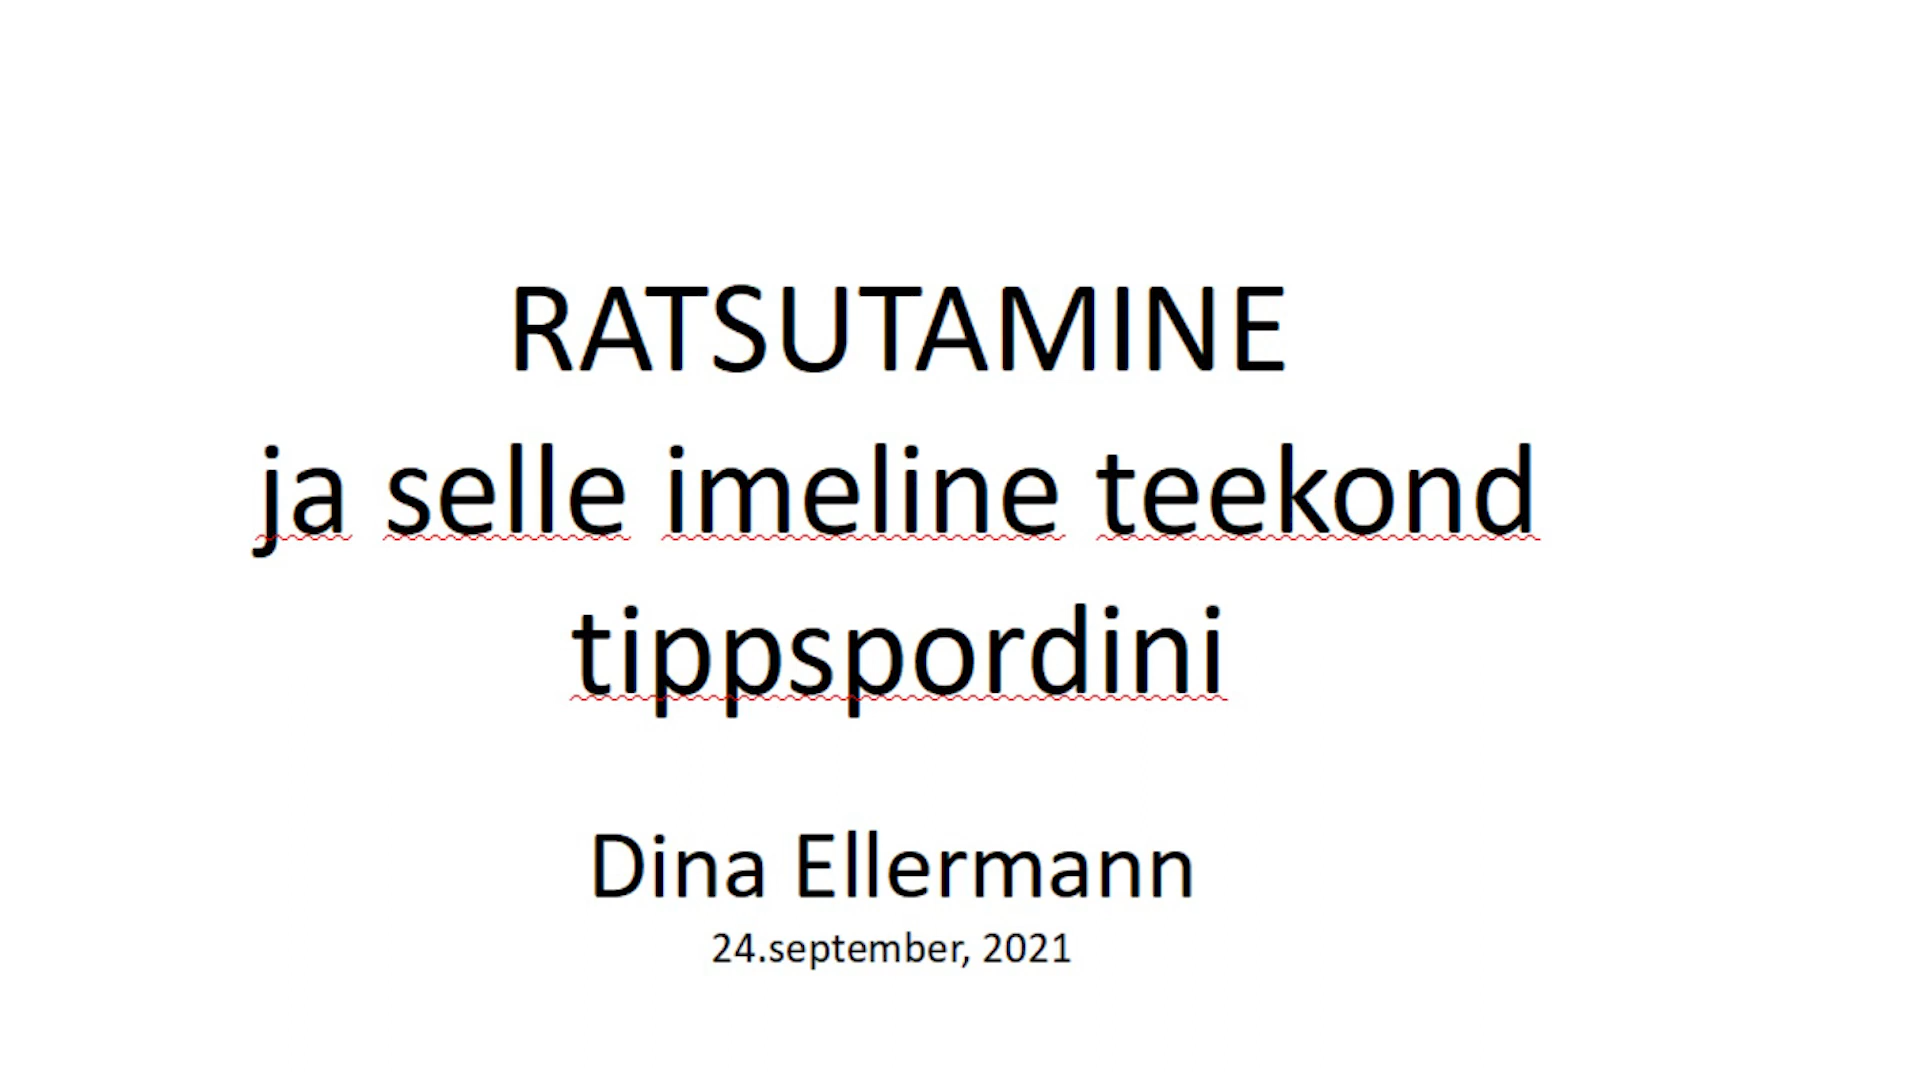 RATSUTAMINE
ja selle imeline teekond
tippspordini
Dina Ellermann
24.september, 2021